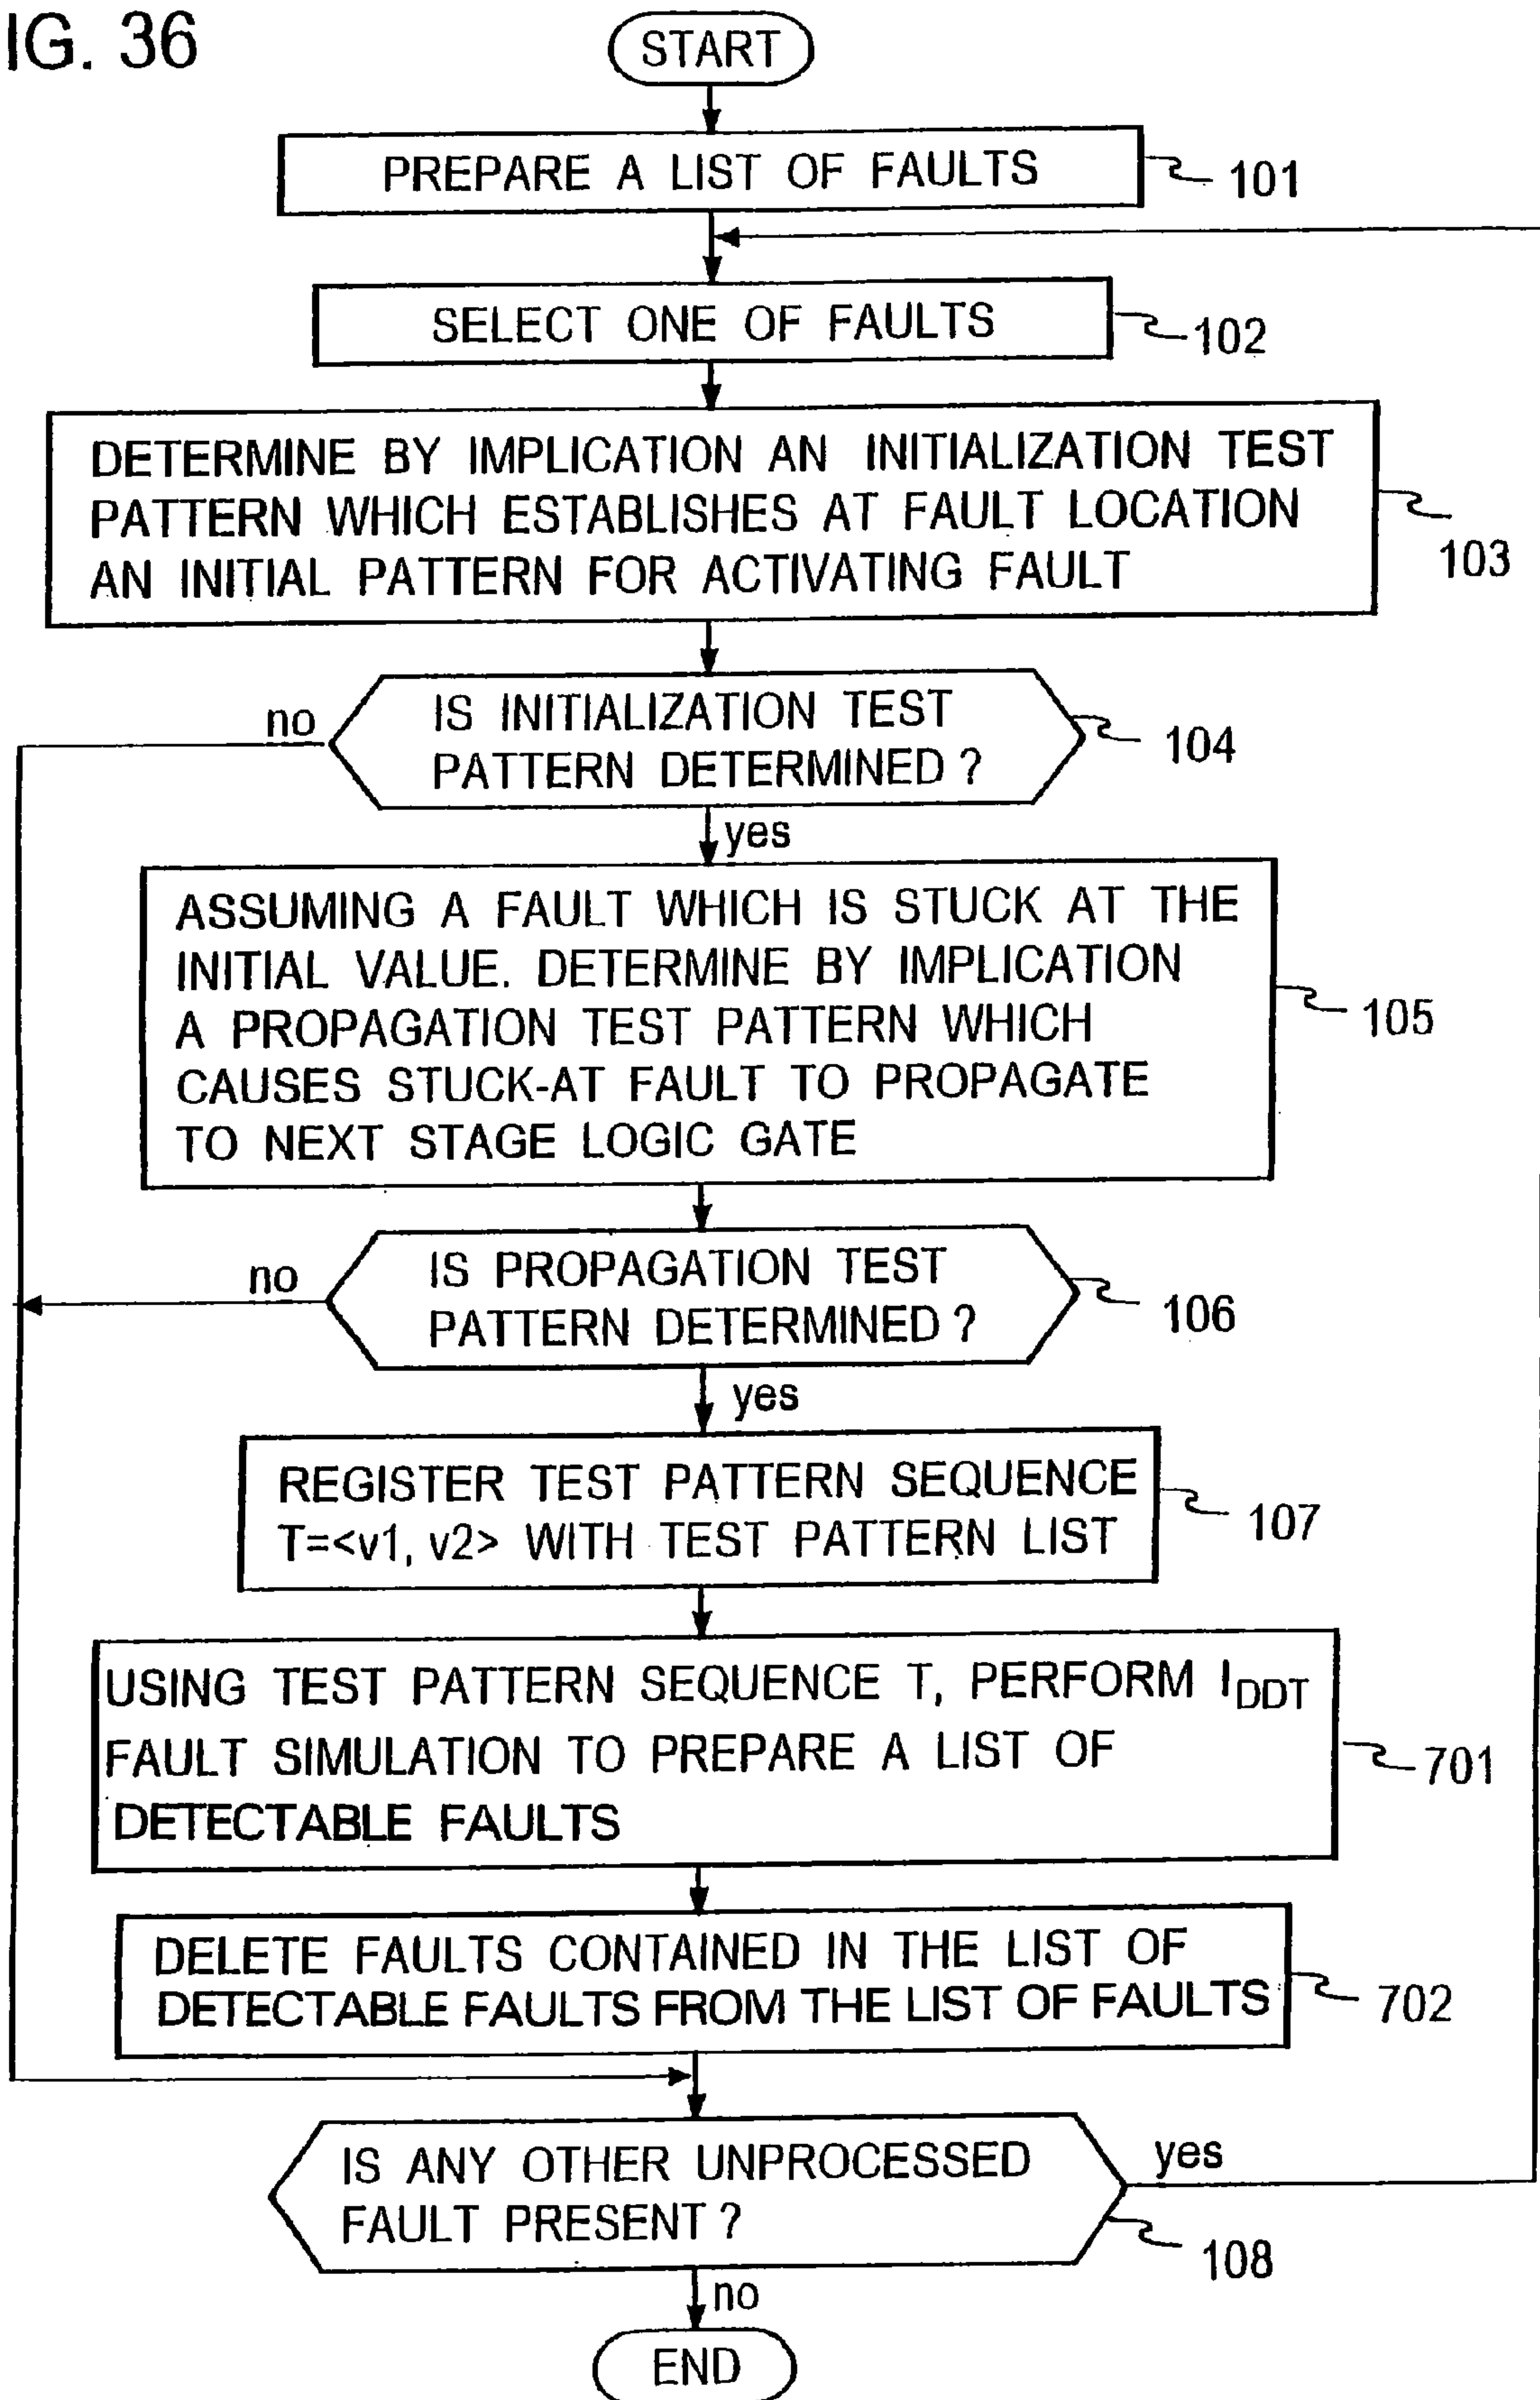 IG. 36
START
PREPARE A LIST OF FAULTS
101
SELECT ONE OF FAULTS
102
DETERMINE BY IMPLICATION AN INITIALIZATION TEST
PATTERN WHICH ESTABLISHES AT FAULT LOCATION
AN INITIAL PATTERN FOR ACTIVATING FAULT
103
no
IS INITIALIZATION TEST
PATTERN DETERMINED ?
104
yes
ASSUMING A FAULT WHICH IS STUCK AT THE
INITIAL VALUE. DETERMINE BY IMPLICATION
A PROPAGATION TEST PATTERN WHICH
CAUSES STUCK-AT FAULT TO PROPAGATE
TO NEXT STAGE LOGIC GATE
105
no
IS PROPAGATION TEST
PATTERN DETERMINED ?
106
yes
REGISTER TEST PATTERN SEQUENCE
T=<v1, v2> WITH TEST PATTERN LIST
107
USING TEST PATTERN SEQUENCE T, PERFORM IDDT
FAULT SIMULATION TO PREPARE A LIST OF
DETECTABLE FAULTS
701
DELETE FAULTS CONTAINED IN THE LIST OF
DETECTABLE FAULTS FROM THE LIST OF FAULTS
702
IS ANY OTHER UNPROCESSED
FAULT PRESENT ?
yes
108
no
END